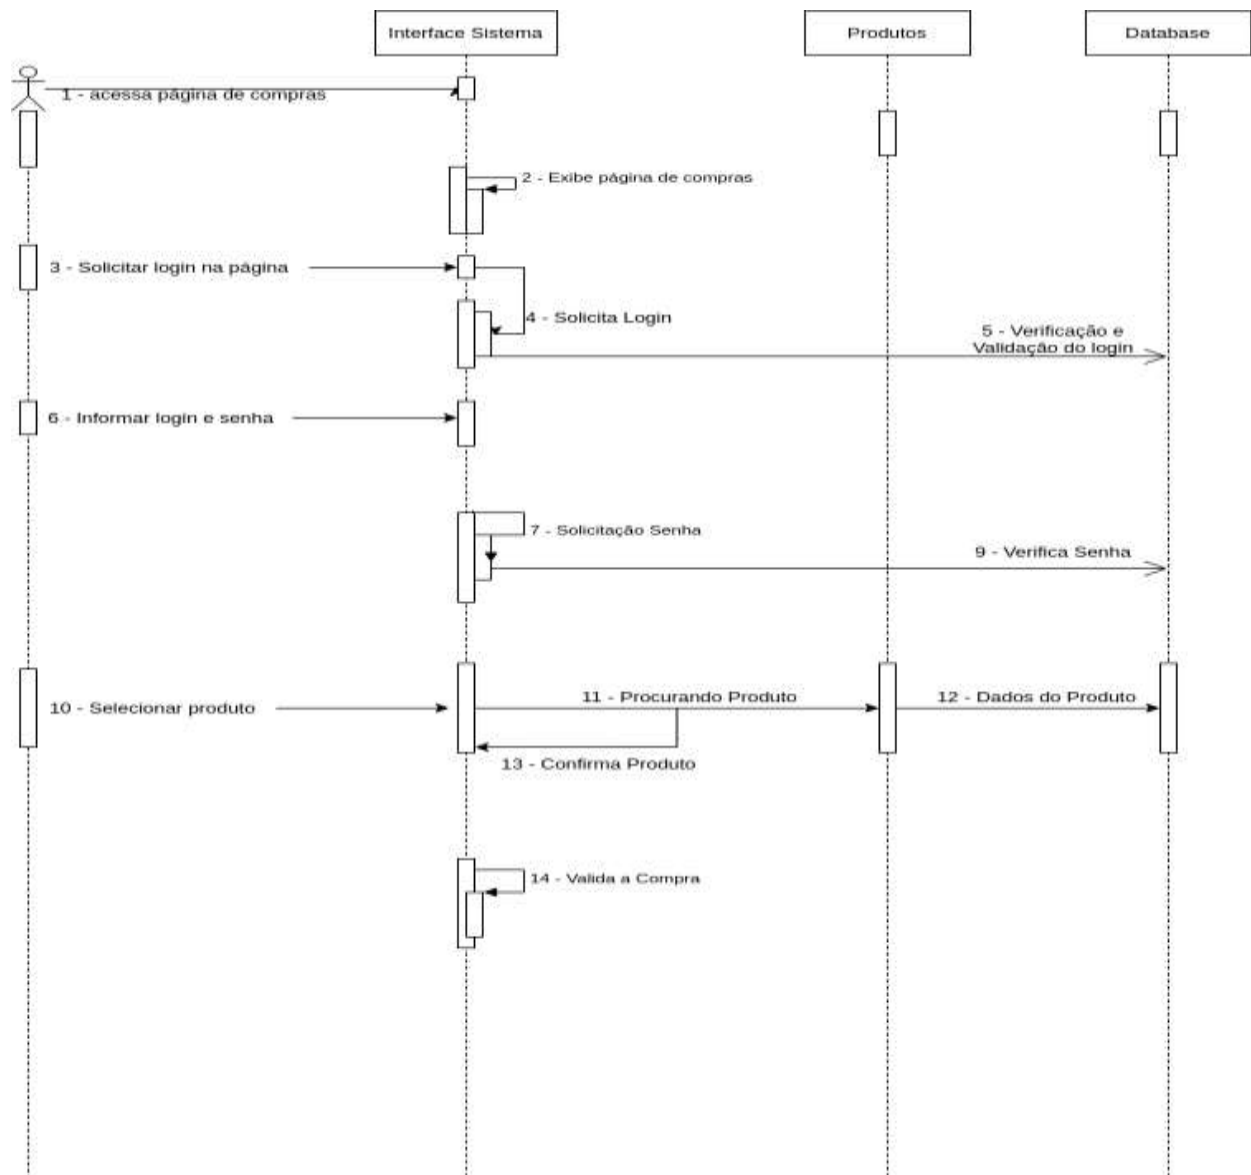 Interface Sistema
Produtos
Database
1 - acessa página de compras
2 - Exibe página de compras
3 - Solicitar login na página
4 - Solicita Login
5 - Verificação e
Validação do login
6 - Informar login e senha
7 - Solicitação Senha
9 - Verifica Senha
10 - Selecionar produto
11 - Procurando Produto
12 - Dados do Produto
13 - Confirma Produto
14 - Valida a Compra